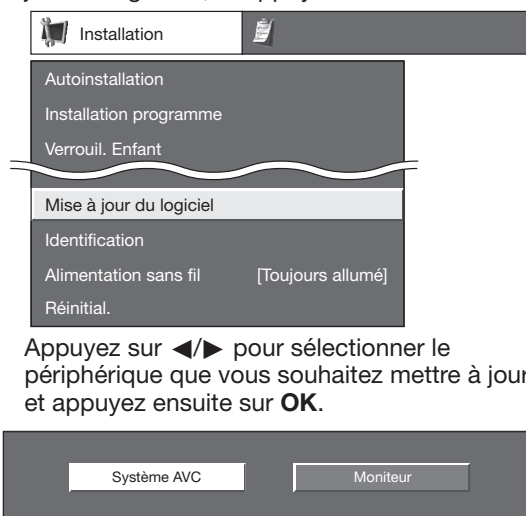 Installation
Autoinstallation
Installation programme
Verrouil. Enfant
Mise à jour du logiciel
Identification
Alimentation sans fil [Toujours allumé]
Réinitial.
Appuyez sur ◀/▶ pour sélectionner le
périphérique que vous souhaitez mettre à jour
et appuyez ensuite sur OK.
Système AVC Moniteur